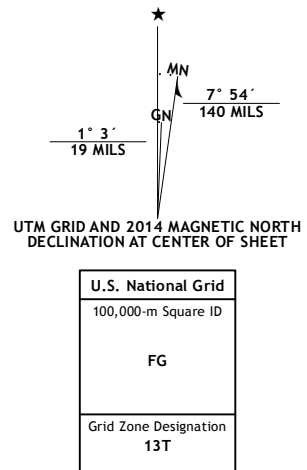 ★
MN
GN
7° 54´
140 MILS
1° 3´
19 MILS
UTM GRID AND 2014 MAGNETIC NORTH
DECLINATION AT CENTER OF SHEET
U.S. National Grid
100,000-m Square ID
FG
Grid Zone Designation
13T